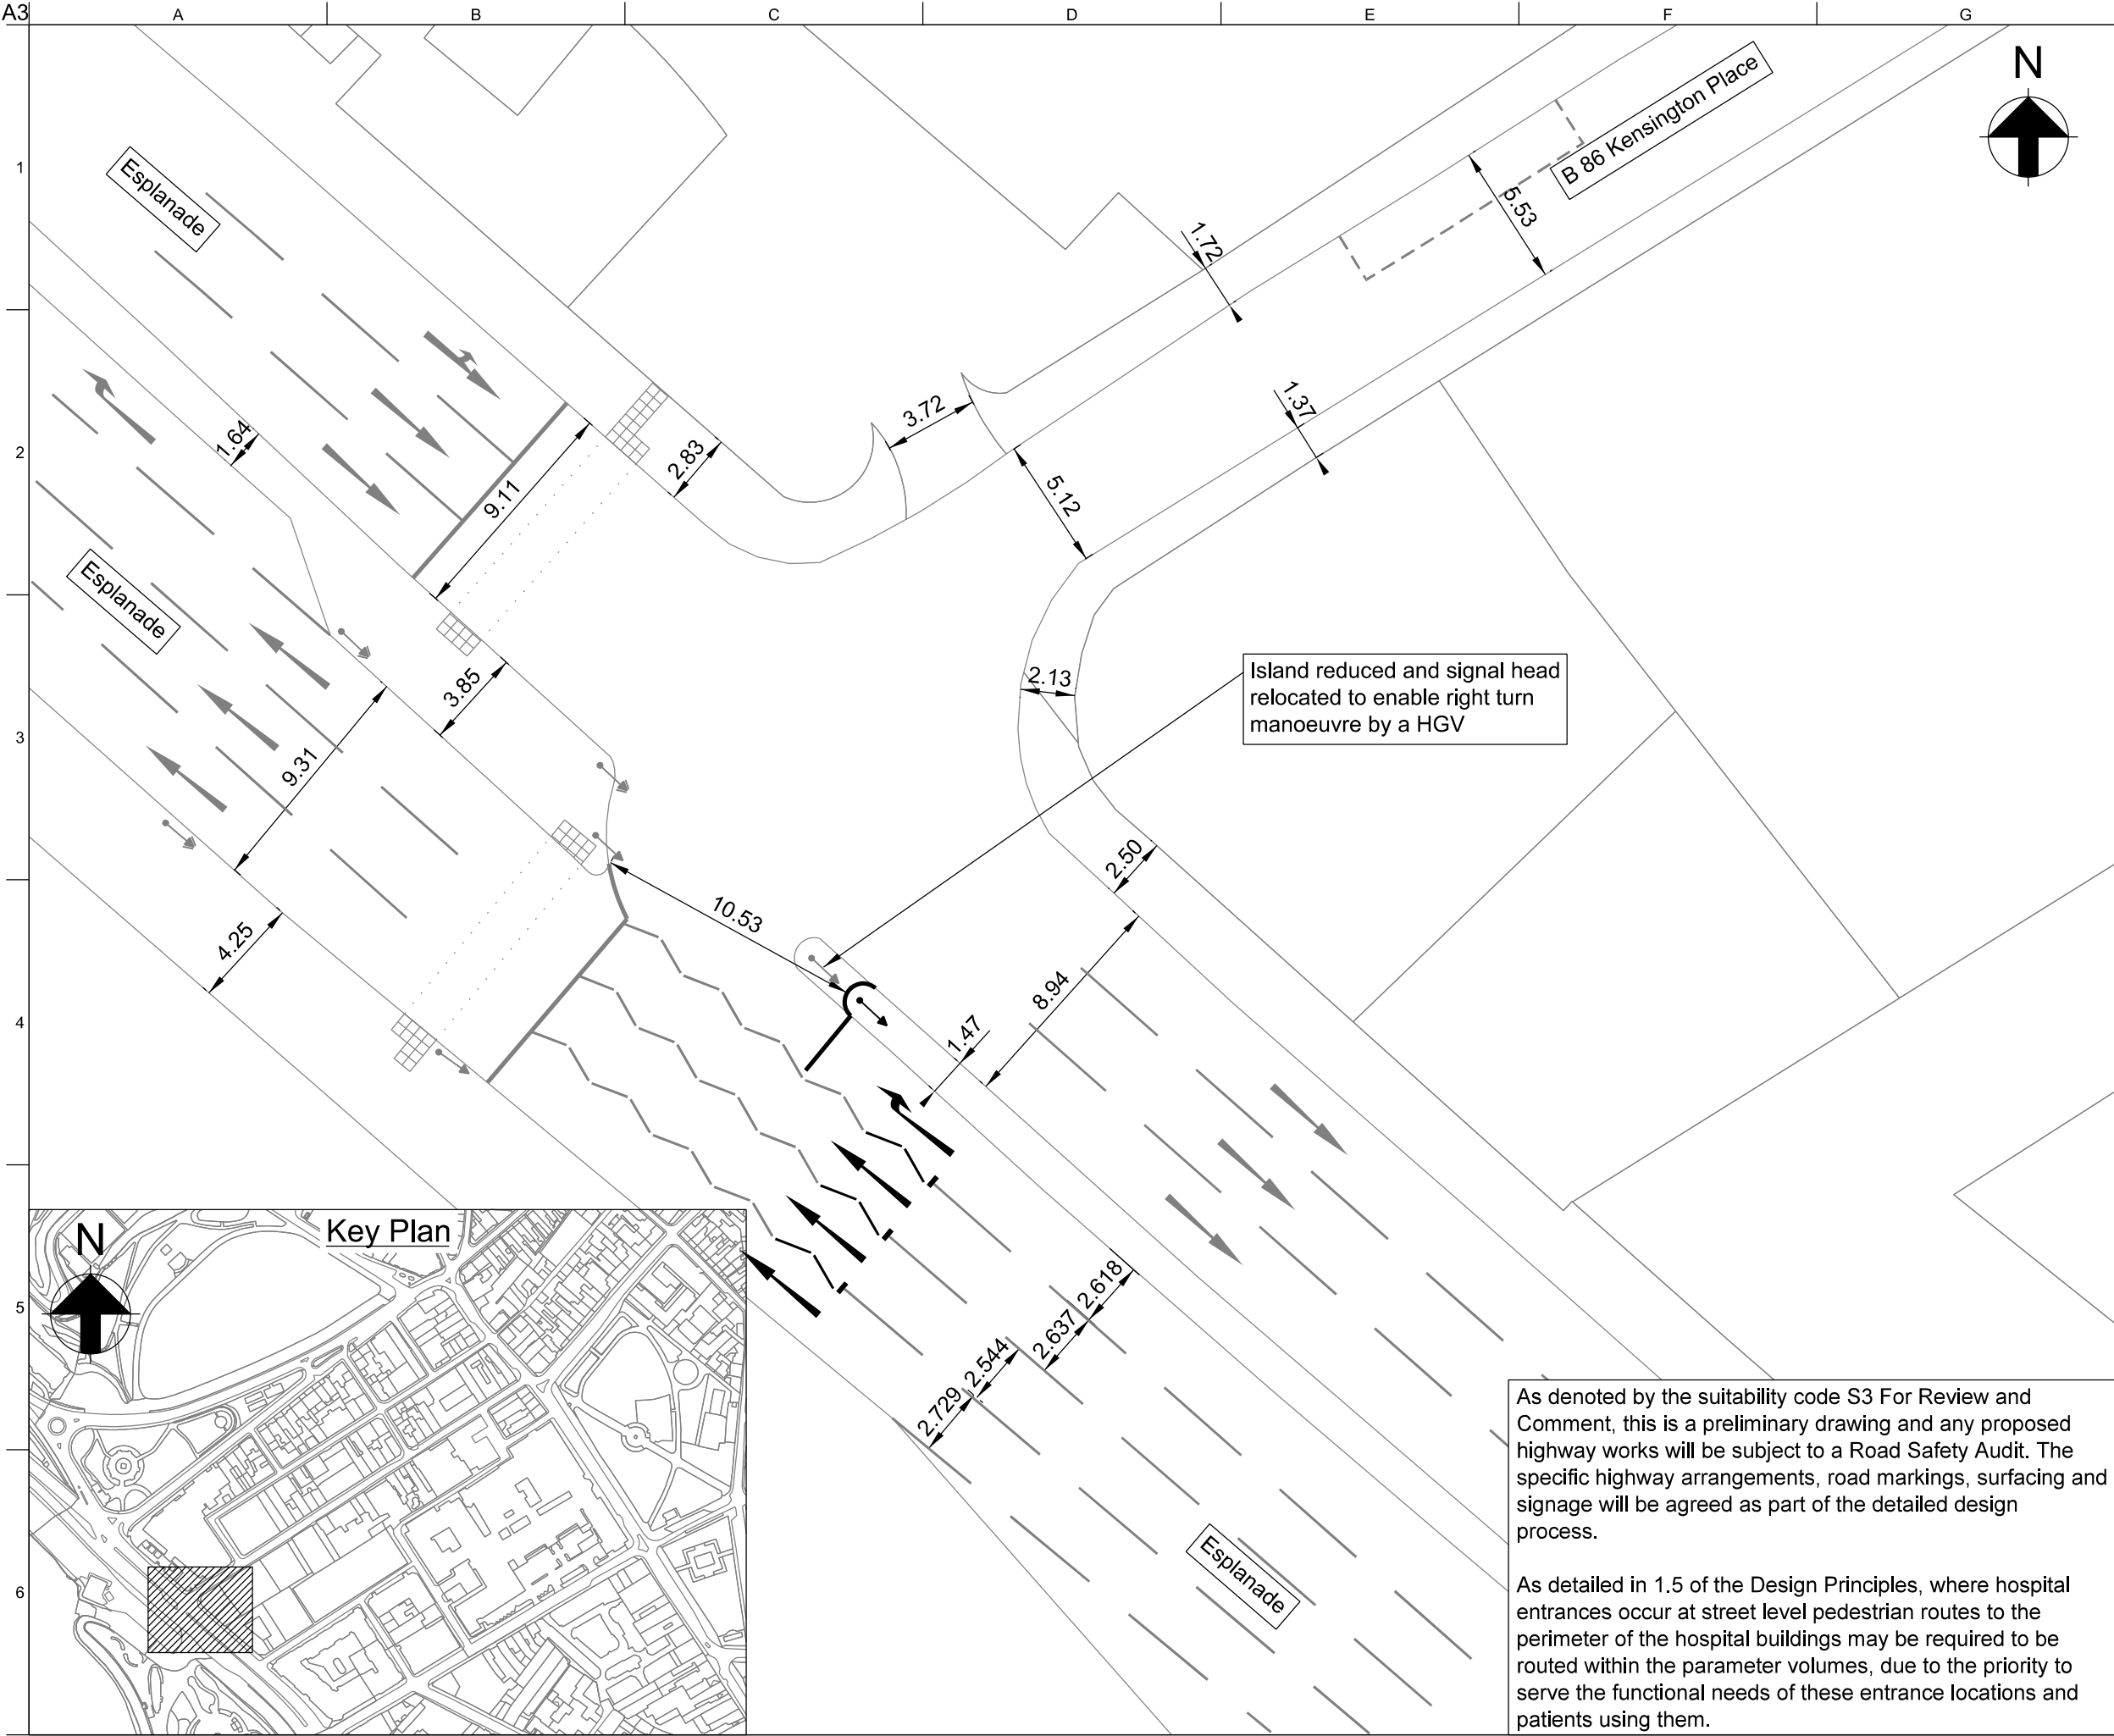 A3
A
B
C
D
E
F
G
1
2
3
4
5
6
N
B 86 Kensington Place
Esplanade
5.53
1.72
1.37
3.72
2.83
1.64
9.11
5.12
Esplanade
Island reduced and signal head
relocated to enable right turn
manoeuvre by a HGV
2.13
3.85
9.31
2.50
10.53
4.25
8.94
1.47
Key Plan
N
2.618
2.637
2.544
2.729
Esplanade
As denoted by the suitability code S3 For Review and
Comment, this is a preliminary drawing and any proposed
highway works will be subject to a Road Safety Audit. The
specific highway arrangements, road markings, surfacing and
signage will be agreed as part of the detailed design
process.
As detailed in 1.5 of the Design Principles, where hospital
entrances occur at street level pedestrian routes to the
perimeter of the hospital buildings may be required to be
routed within the parameter volumes, due to the priority to
serve the functional needs of these entrance locations and
patients using them.